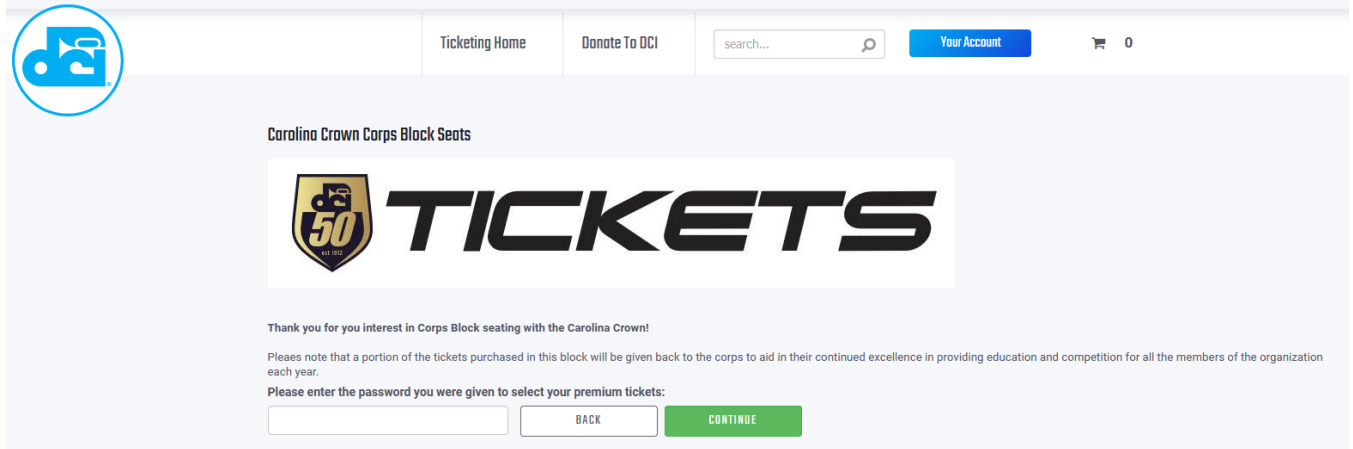 dci
Ticketing Home
Donate To DCI
search...
Your Account
0
Carolina Crown Corps Block Seats
dci
50
est 1972
TICKETS
Thank you for you interest in Corps Block seating with the Carolina Crown!
Pleaes note that a portion of the tickets purchased in this block will be given back to the corps to aid in their continued excellence in providing education and competition for all the members of the organization
each year.
Please enter the password you were given to select your premium tickets:
BACK
CONTINUE